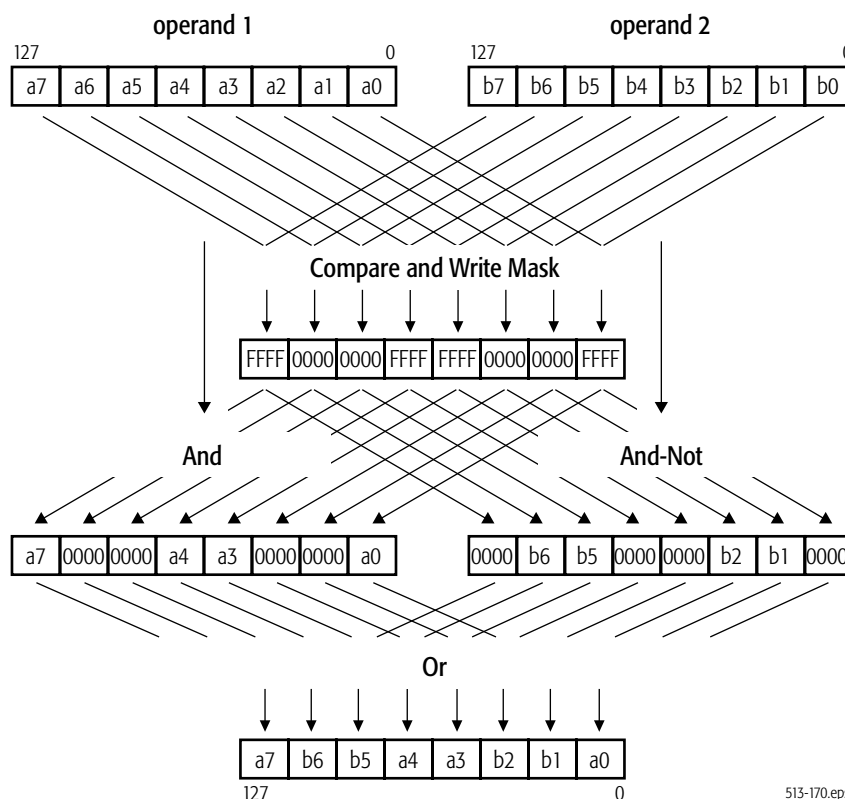 operand 1 operand 2
127 0 127 0
a7 a6 a5 a4 a3 a2 a1 a0 b7 b6 b5 b4 b3 b2 b1 b0
Compare and Write Mask
FFFF 0000 0000 FFFF FFFF 0000 0000 FFFF
And And-Not
a7 0000 0000 a4 a3 0000 0000 a0 0000 b6 b5 0000 0000 b2 b1 0000
Or
a7 b6 b5 a4 a3 b2 b1 a0
127 0
513-170.eps